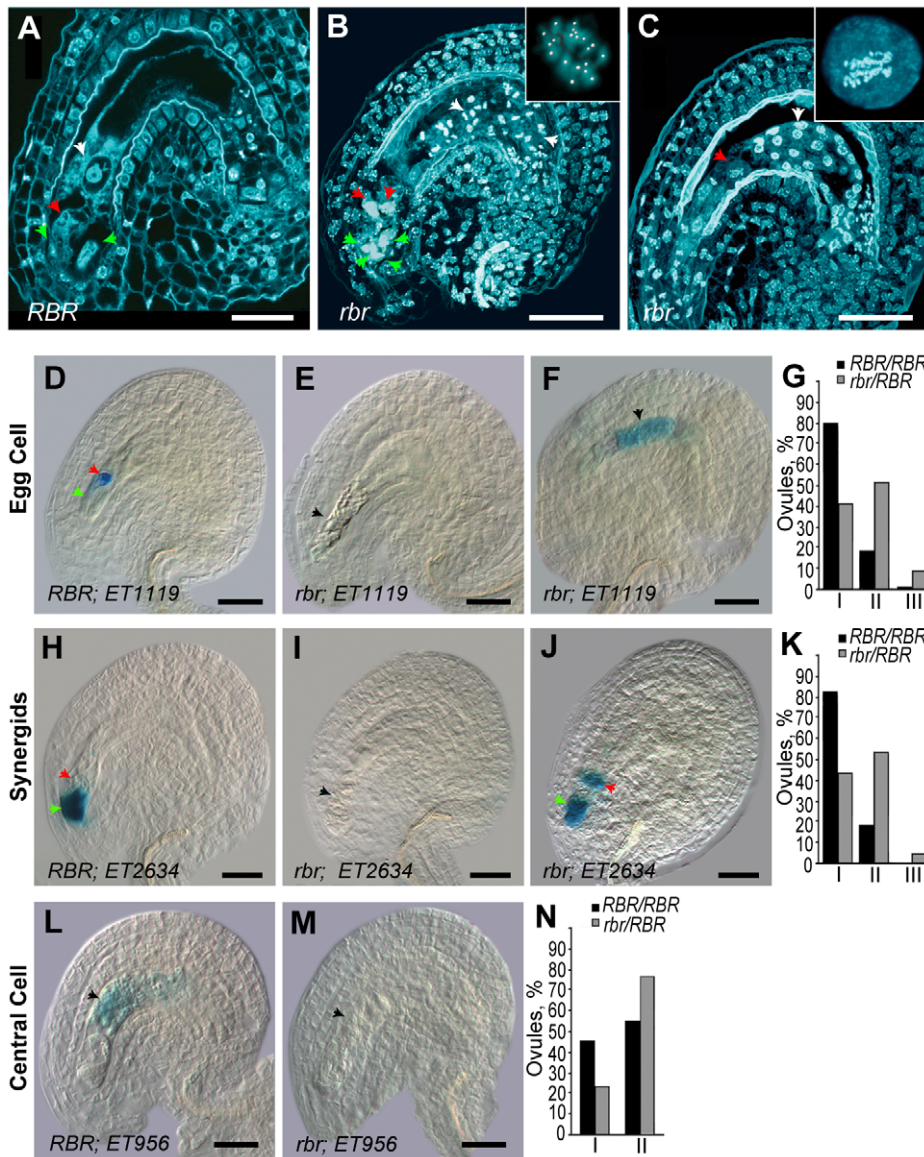 A
RBR
B
rbr
C
rbr
Egg Cell
D
RBR; ET1119
E
rbr; ET1119
F
rbr; ET1119
G
RBR/RBR
rbr/RBR
Ovules, %
80
70
60
50
40
30
20
10
0
I II III
Synergids
H
RBR; ET2634
I
rbr; ET2634
J
rbr; ET2634
K
RBR/RBR
rbr/RBR
Ovules, %
80
70
60
50
40
30
20
10
0
I II III
Central Cell
L
RBR; ET956
M
rbr; ET956
N
RBR/RBR
rbr/RBR
Ovules, %
80
70
60
50
40
30
20
10
0
I II